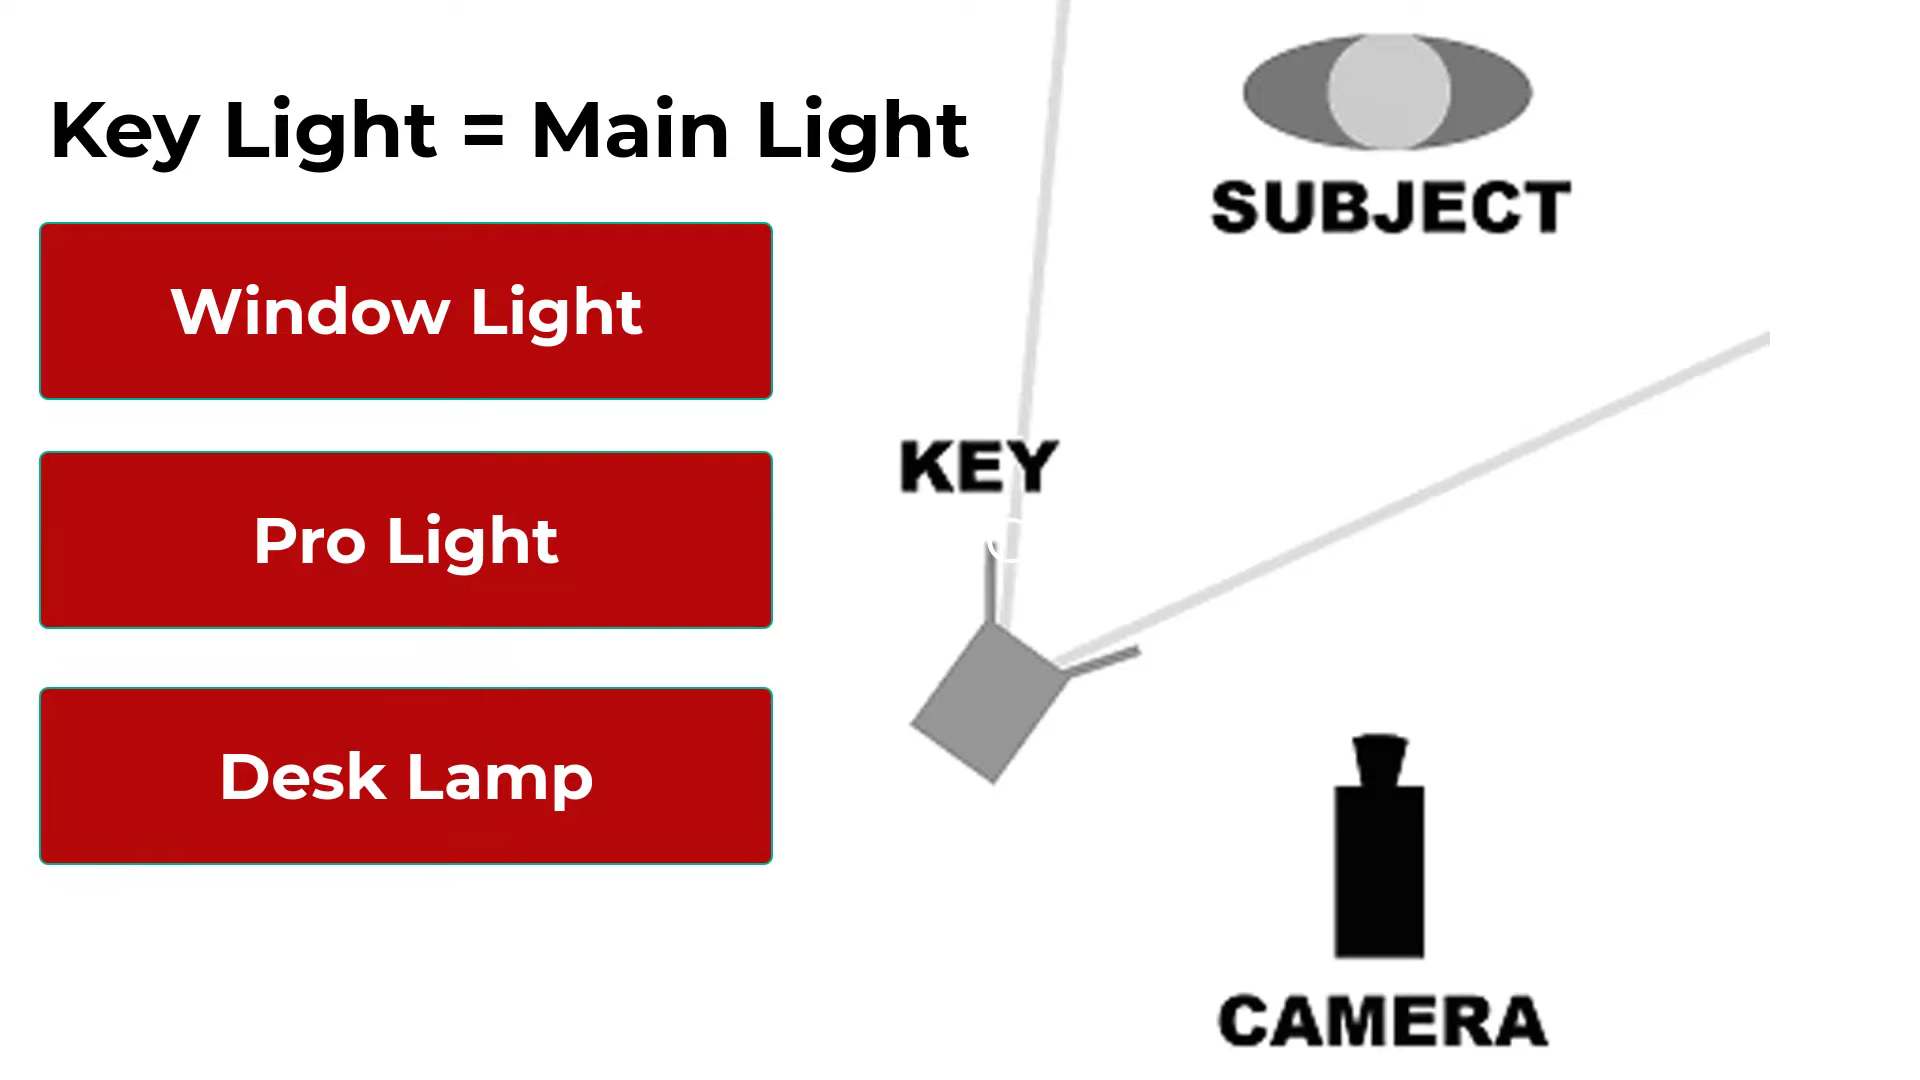 Key Light = Main Light
Window Light
Pro Light
Desk Lamp
SUBJECT
KEY
CAMERA